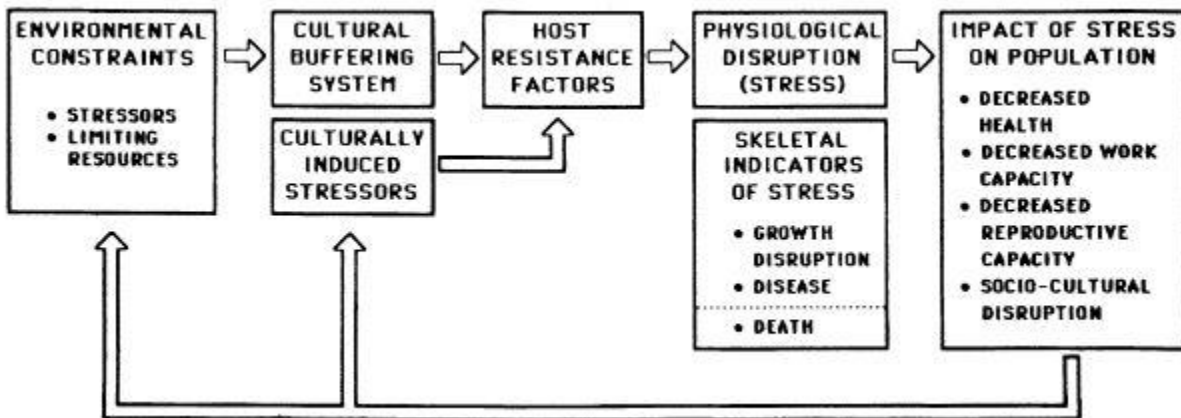 ENVIRONMENTAL
CONSTRAINTS
• STRESSORS
• LIMITING
RESOURCES
CULTURAL
BUFFERING
SYSTEM
CULTURALLY
INDUCED
STRESSORS
HOST
RESISTANCE
FACTORS
PHYSIOLOGICAL
DISRUPTION
(STRESS)
SKELETAL
INDICATORS
OF STRESS
• GROWTH
DISRUPTION
• DISEASE
• DEATH
IMPACT OF STRESS
ON POPULATION
• DECREASED
HEALTH
• DECREASED WORK
CAPACITY
• DECREASED
REPRODUCTIVE
CAPACITY
• SOCIO-CULTURAL
DISRUPTION